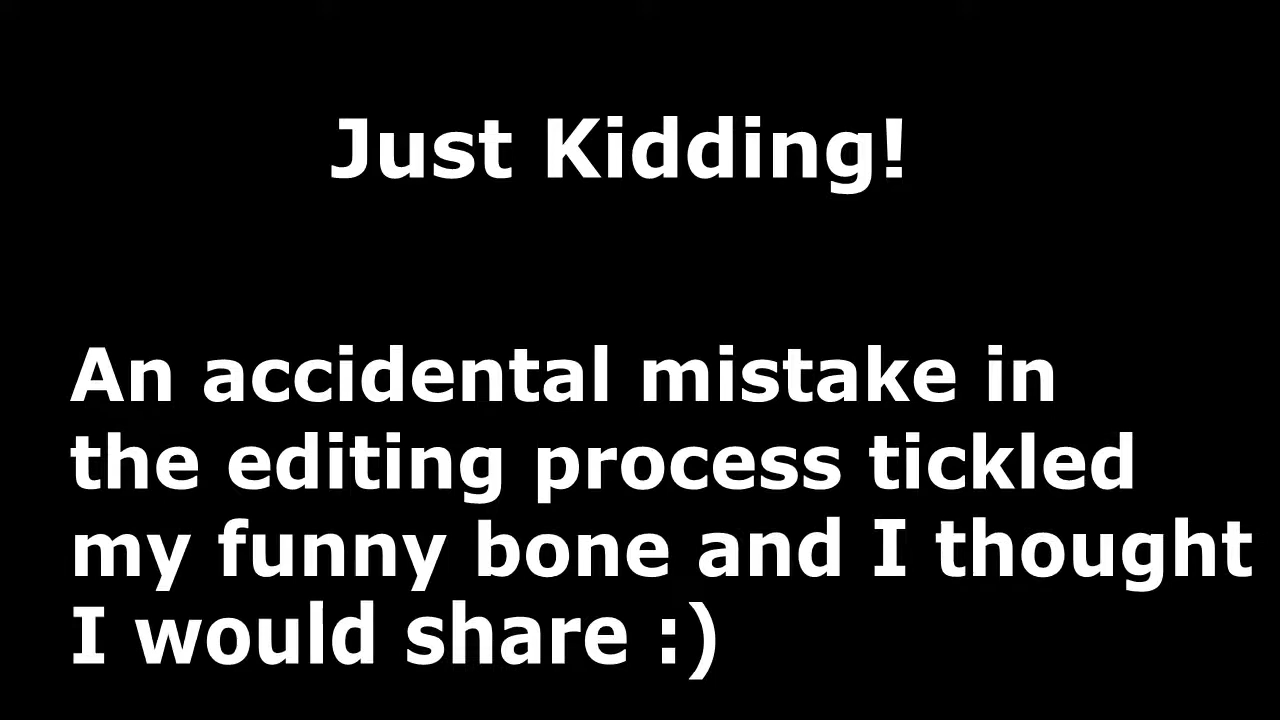 Just Kidding!
An accidental mistake in
the editing process tickled
my funny bone and I thought
I would share :)